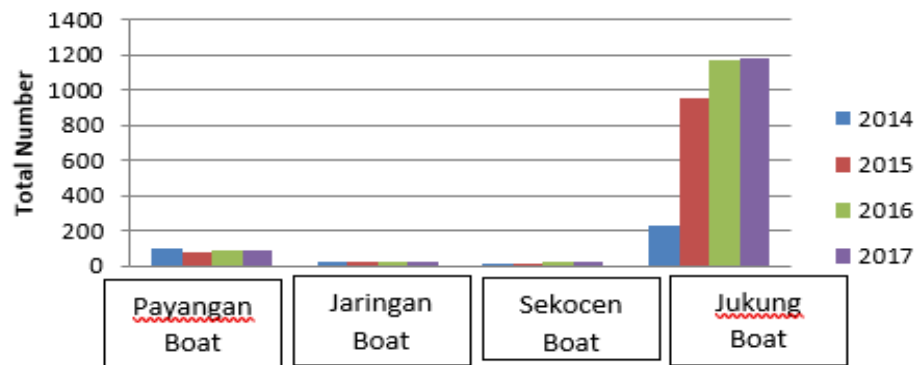 1400
1200
1000
800
600
400
200
0
Total Number
2014
2015
2016
2017
Payangan
Boat
Jaringan
Boat
Sekocen
Boat
Jukung
Boat